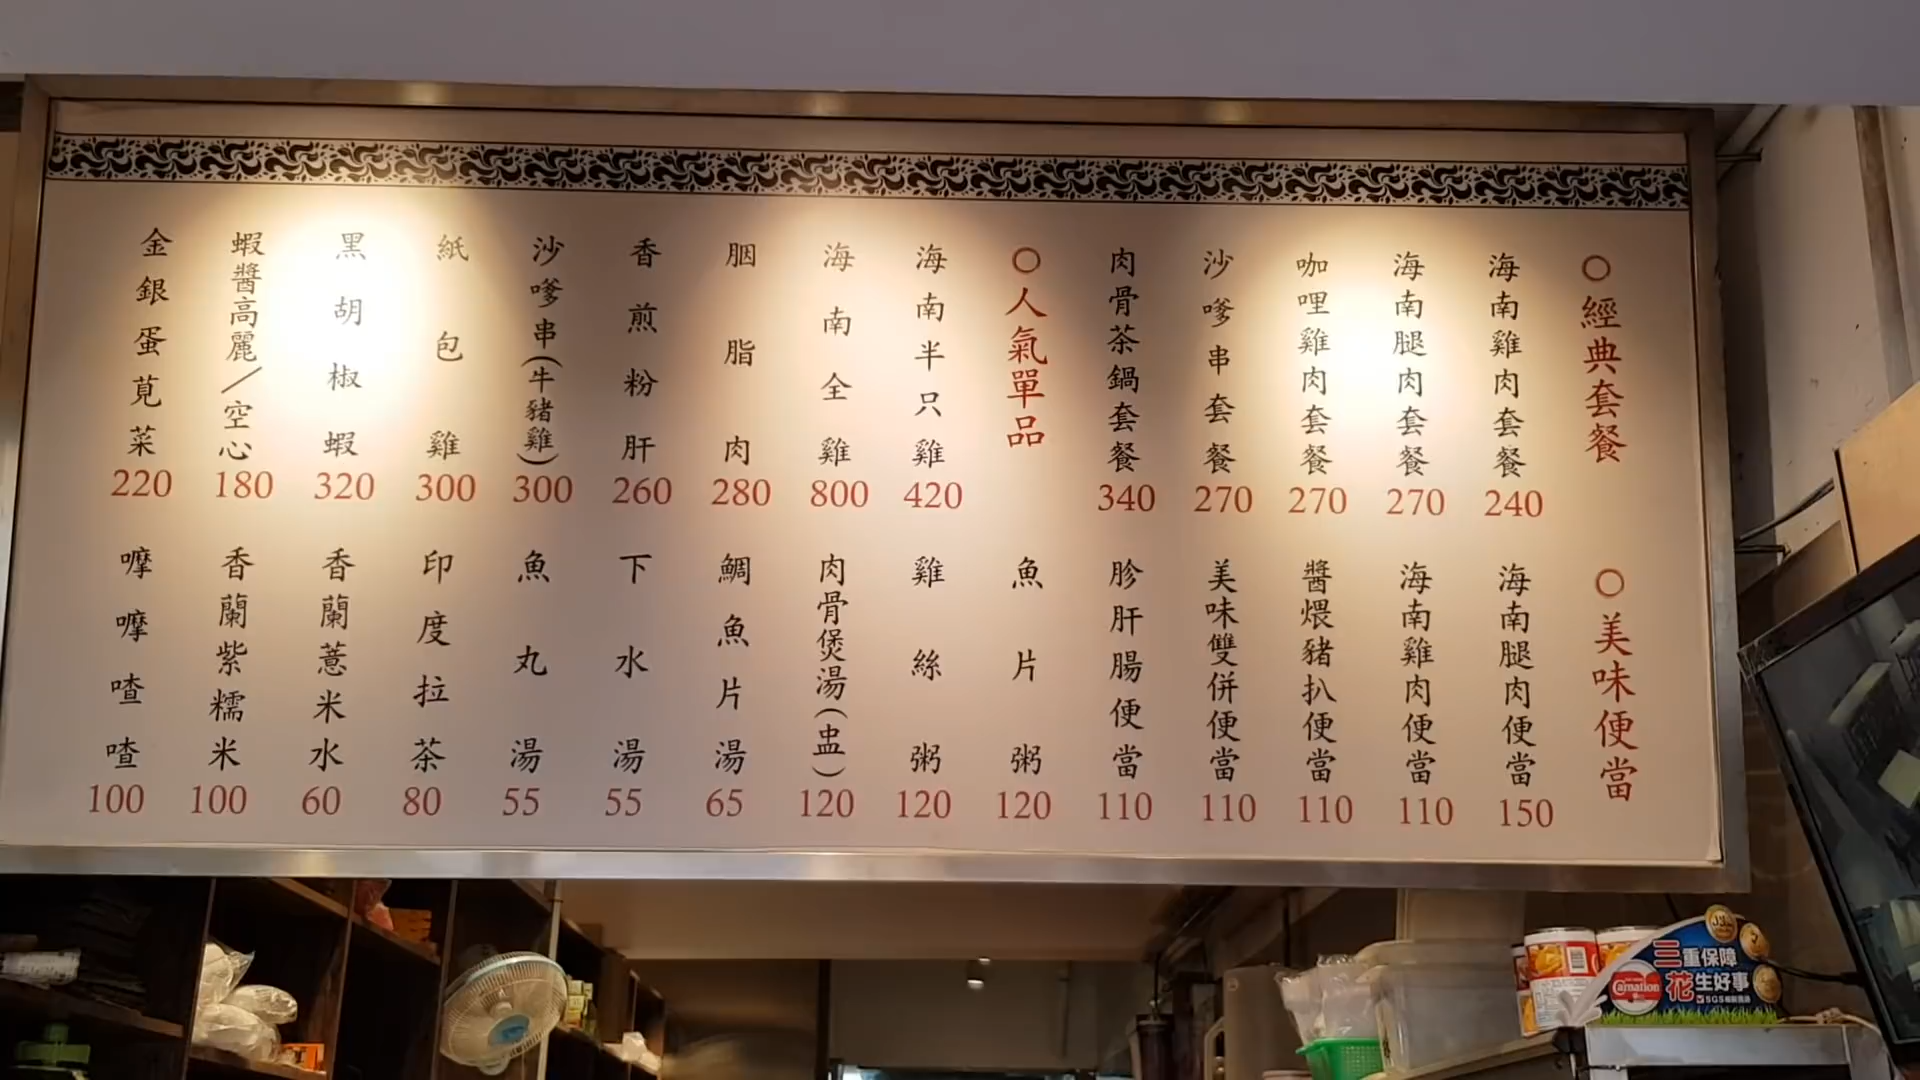 ○經典套餐
海南雞肉套餐 240
海南腿肉套餐 270
咖哩雞肉套餐 270
沙嗲串套餐 270
肉骨茶鍋套餐 340
○人氣單品
海南半只雞 420
海南全雞 800
胭脂肉 280
香煎粉肝 260
沙嗲串(牛豬雞) 300
紙包雞 300
黑胡椒蝦 320
蝦醬高麗/空心 180
金銀蛋莧菜 220
○美味便當
海南腿肉便當 150
海南雞肉便當 110
醬煨豬扒便當 110
美味雙併便當 110
胗肝腸便當 110
魚片粥 120
雞絲粥 120
肉骨煲湯(盅) 120
鯛魚片湯 65
下水湯 55
魚丸湯 55
印度拉茶 80
香蘭薏米水 60
香蘭紫糯米 100
嚤嚤喳喳 100
三重保障
Carnation
花生好事